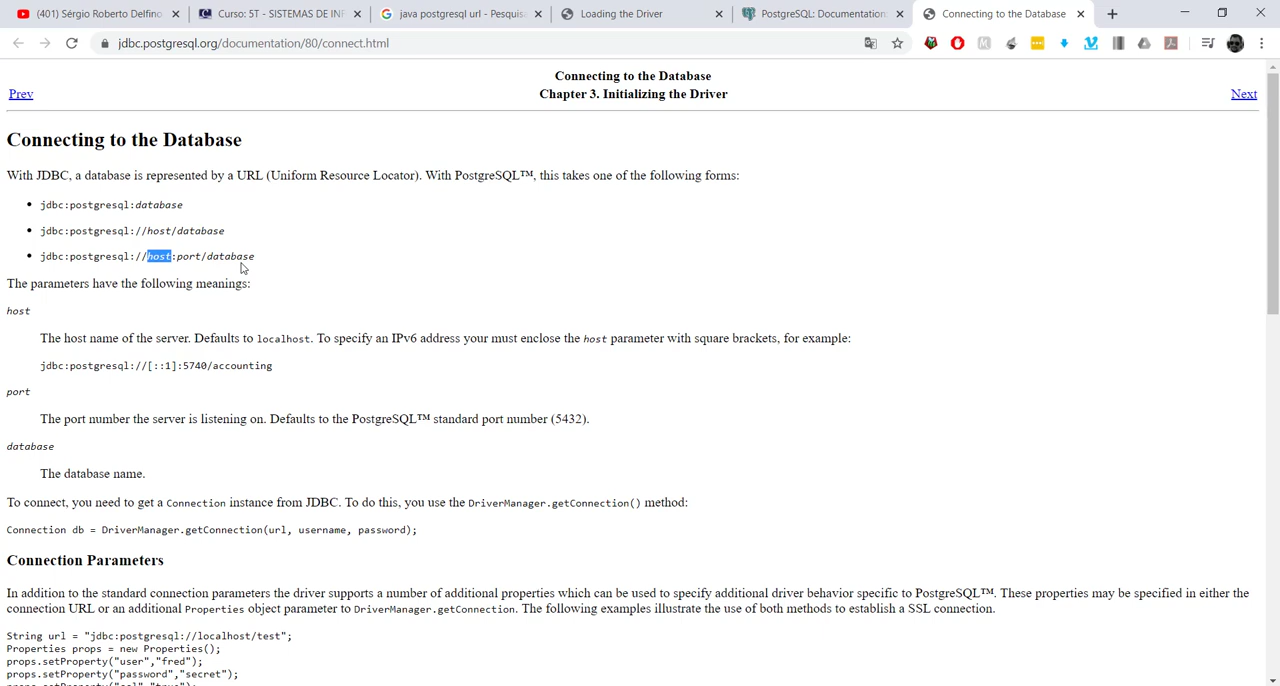 (401) Sérgio Roberto Delfino
Curso: 5T - SISTEMAS DE INF
java postgresql url - Pesquis
Loading the Driver
PostgreSQL: Documentation:
Connecting to the Database
jdbc.postgresql.org/documentation/80/connect.html
Connecting to the Database
Prev
Chapter 3. Initializing the Driver
Next
Connecting to the Database
With JDBC, a database is represented by a URL (Uniform Resource Locator). With PostgreSQL™, this takes one of the following forms:
• jdbc:postgresql:database
• jdbc:postgresql://host/database
• jdbc:postgresql://host:port/database
The parameters have the following meanings:
host
The host name of the server. Defaults to localhost. To specify an IPv6 address your must enclose the host parameter with square brackets, for example:
jdbc:postgresql://[::1]:5740/accounting
port
The port number the server is listening on. Defaults to the PostgreSQL™ standard port number (5432).
database
The database name.
To connect, you need to get a Connection instance from JDBC. To do this, you use the DriverManager.getConnection() method:
Connection db = DriverManager.getConnection(url, username, password);
Connection Parameters
In addition to the standard connection parameters the driver supports a number of additional properties which can be used to specify additional driver behavior specific to PostgreSQL™. These properties may be specified in either the
connection URL or an additional Properties object parameter to DriverManager.getConnection. The following examples illustrate the use of both methods to establish a SSL connection.
String url = "jdbc:postgresql://localhost/test";
Properties props = new Properties();
props.setProperty("user","fred");
props.setProperty("password","secret");
props.setProperty("ssl","true");